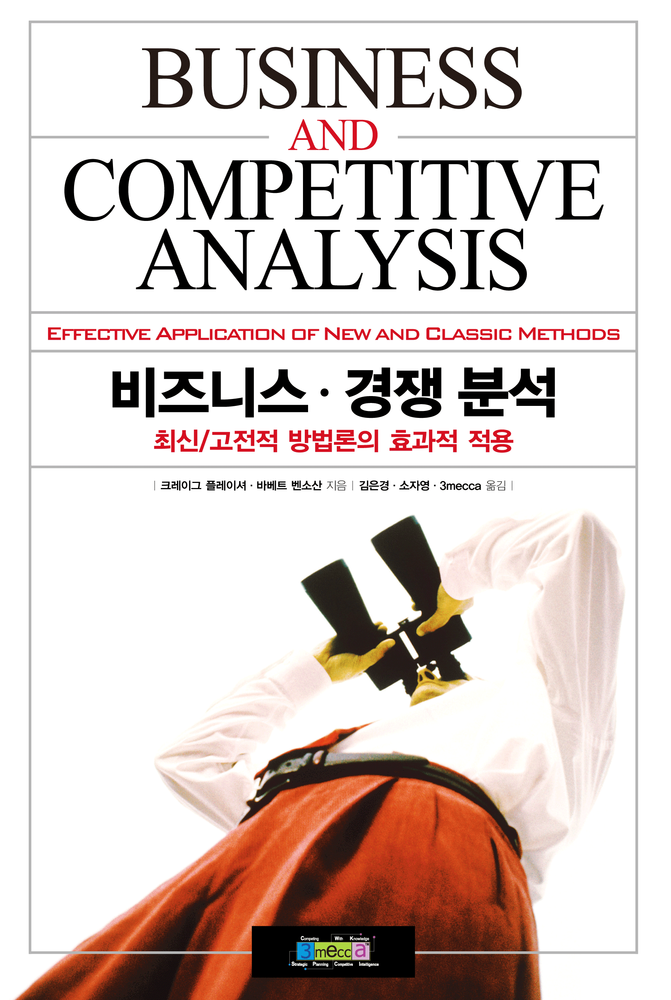 BUSINESS
AND
COMPETITIVE
ANALYSIS
EFFECTIVE APPLICATION OF NEW AND CLASSIC METHODS
비즈니스 · 경쟁 분석
최신/고전적 방법론의 효과적 적용
| 크레이그 플레이셔 · 바베트 벤소산 지음 | 김은경 · 소자영 · 3mecca 옮김 |
Competing With Knowledge
3mecca™
Strategic Planning Competitive Intelligence